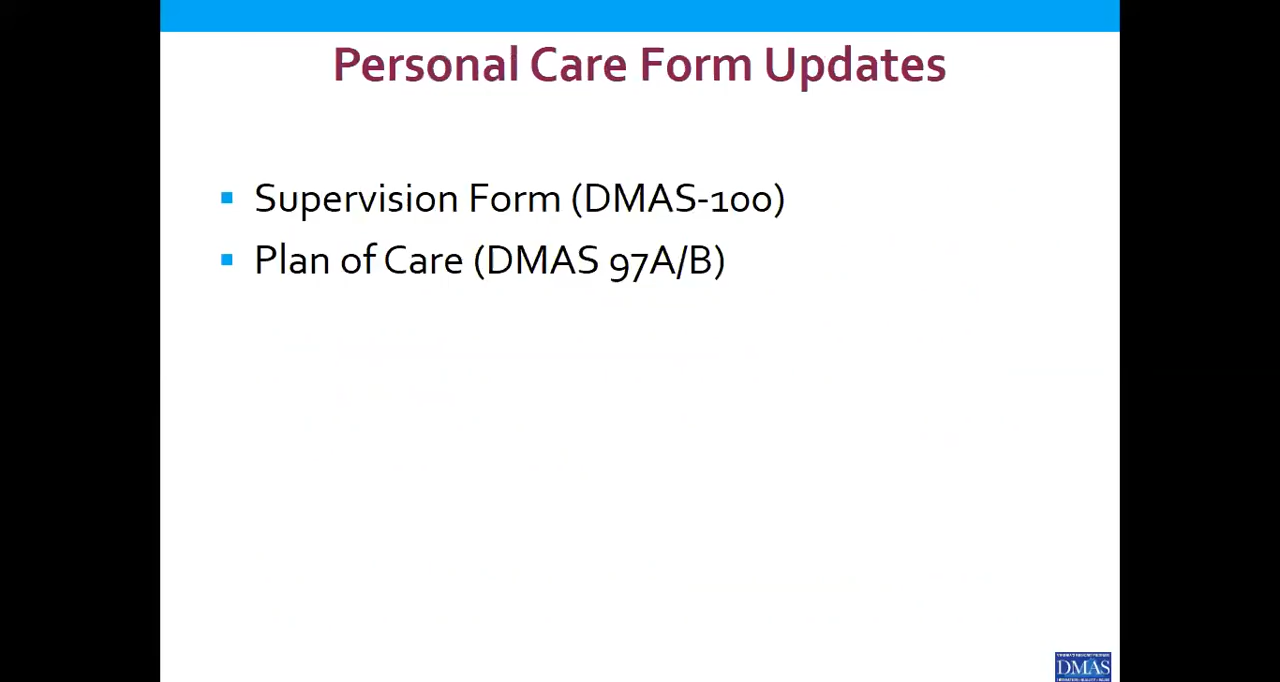 Personal Care Form Updates
Supervision Form (DMAS-100)
Plan of Care (DMAS 97A/B)
DMAS